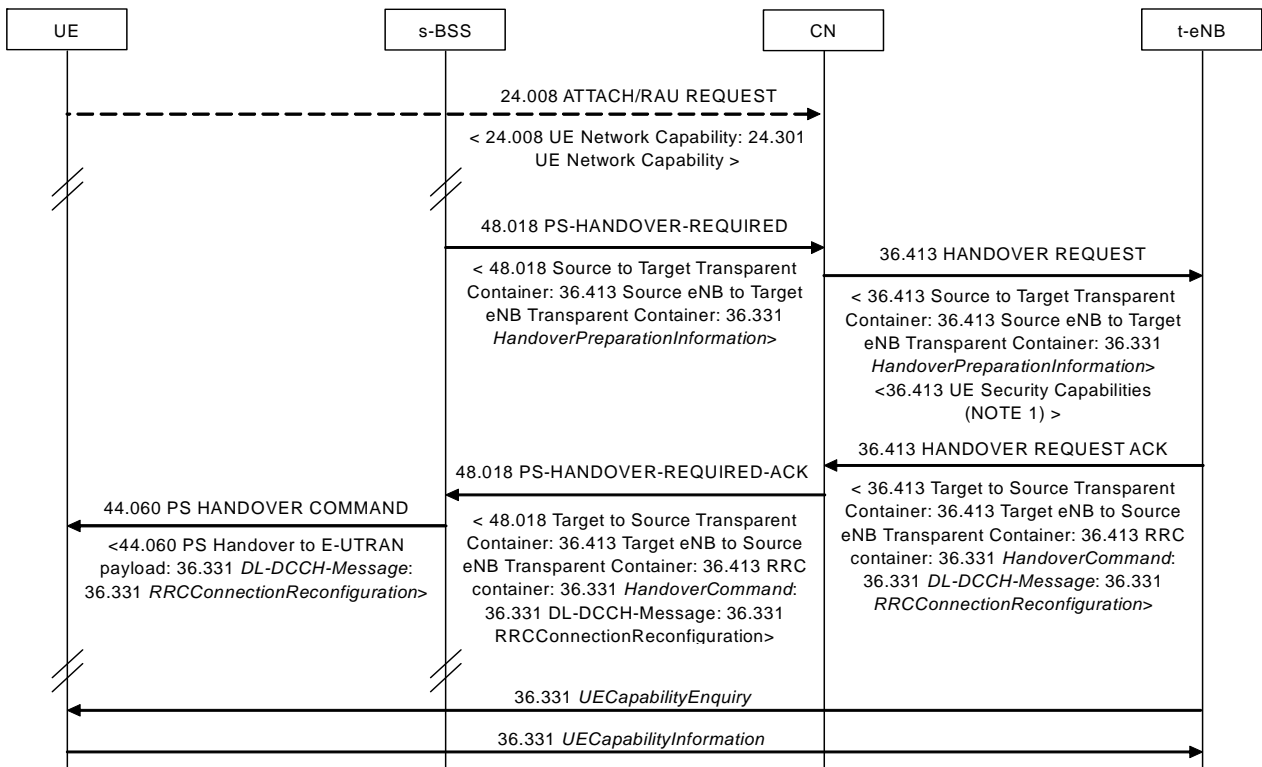 UE
s-BSS
CN
t-eNB
24.008 ATTACH/RAU REQUEST
< 24.008 UE Network Capability: 24.301
UE Network Capability >
48.018 PS-HANDOVER-REQUIRED
< 48.018 Source to Target Transparent
Container: 36.413 Source eNB to Target
eNB Transparent Container: 36.331
HandoverPreparationInformation>
36.413 HANDOVER REQUEST
< 36.413 Source to Target Transparent
Container: 36.413 Source eNB to Target
eNB Transparent Container: 36.331
HandoverPreparationInformation>
<36.413 UE Security Capabilities
(NOTE 1) >
36.413 HANDOVER REQUEST ACK
< 36.413 Target to Source Transparent
Container: 36.413 Target eNB to Source
eNB Transparent Container: 36.413 RRC
container: 36.331 HandoverCommand:
36.331 DL-DCCH-Message: 36.331
RRCConnectionReconfiguration>
48.018 PS-HANDOVER-REQUIRED-ACK
< 48.018 Target to Source Transparent
Container: 36.413 Target eNB to Source
eNB Transparent Container: 36.413 RRC
container: 36.331 HandoverCommand:
36.331 DL-DCCH-Message: 36.331
RRCConnectionReconfiguration>
44.060 PS HANDOVER COMMAND
<44.060 PS Handover to E-UTRAN
payload: 36.331 DL-DCCH-Message:
36.331 RRCConnectionReconfiguration>
36.331 UECapabilityEnquiry
36.331 UECapabilityInformation